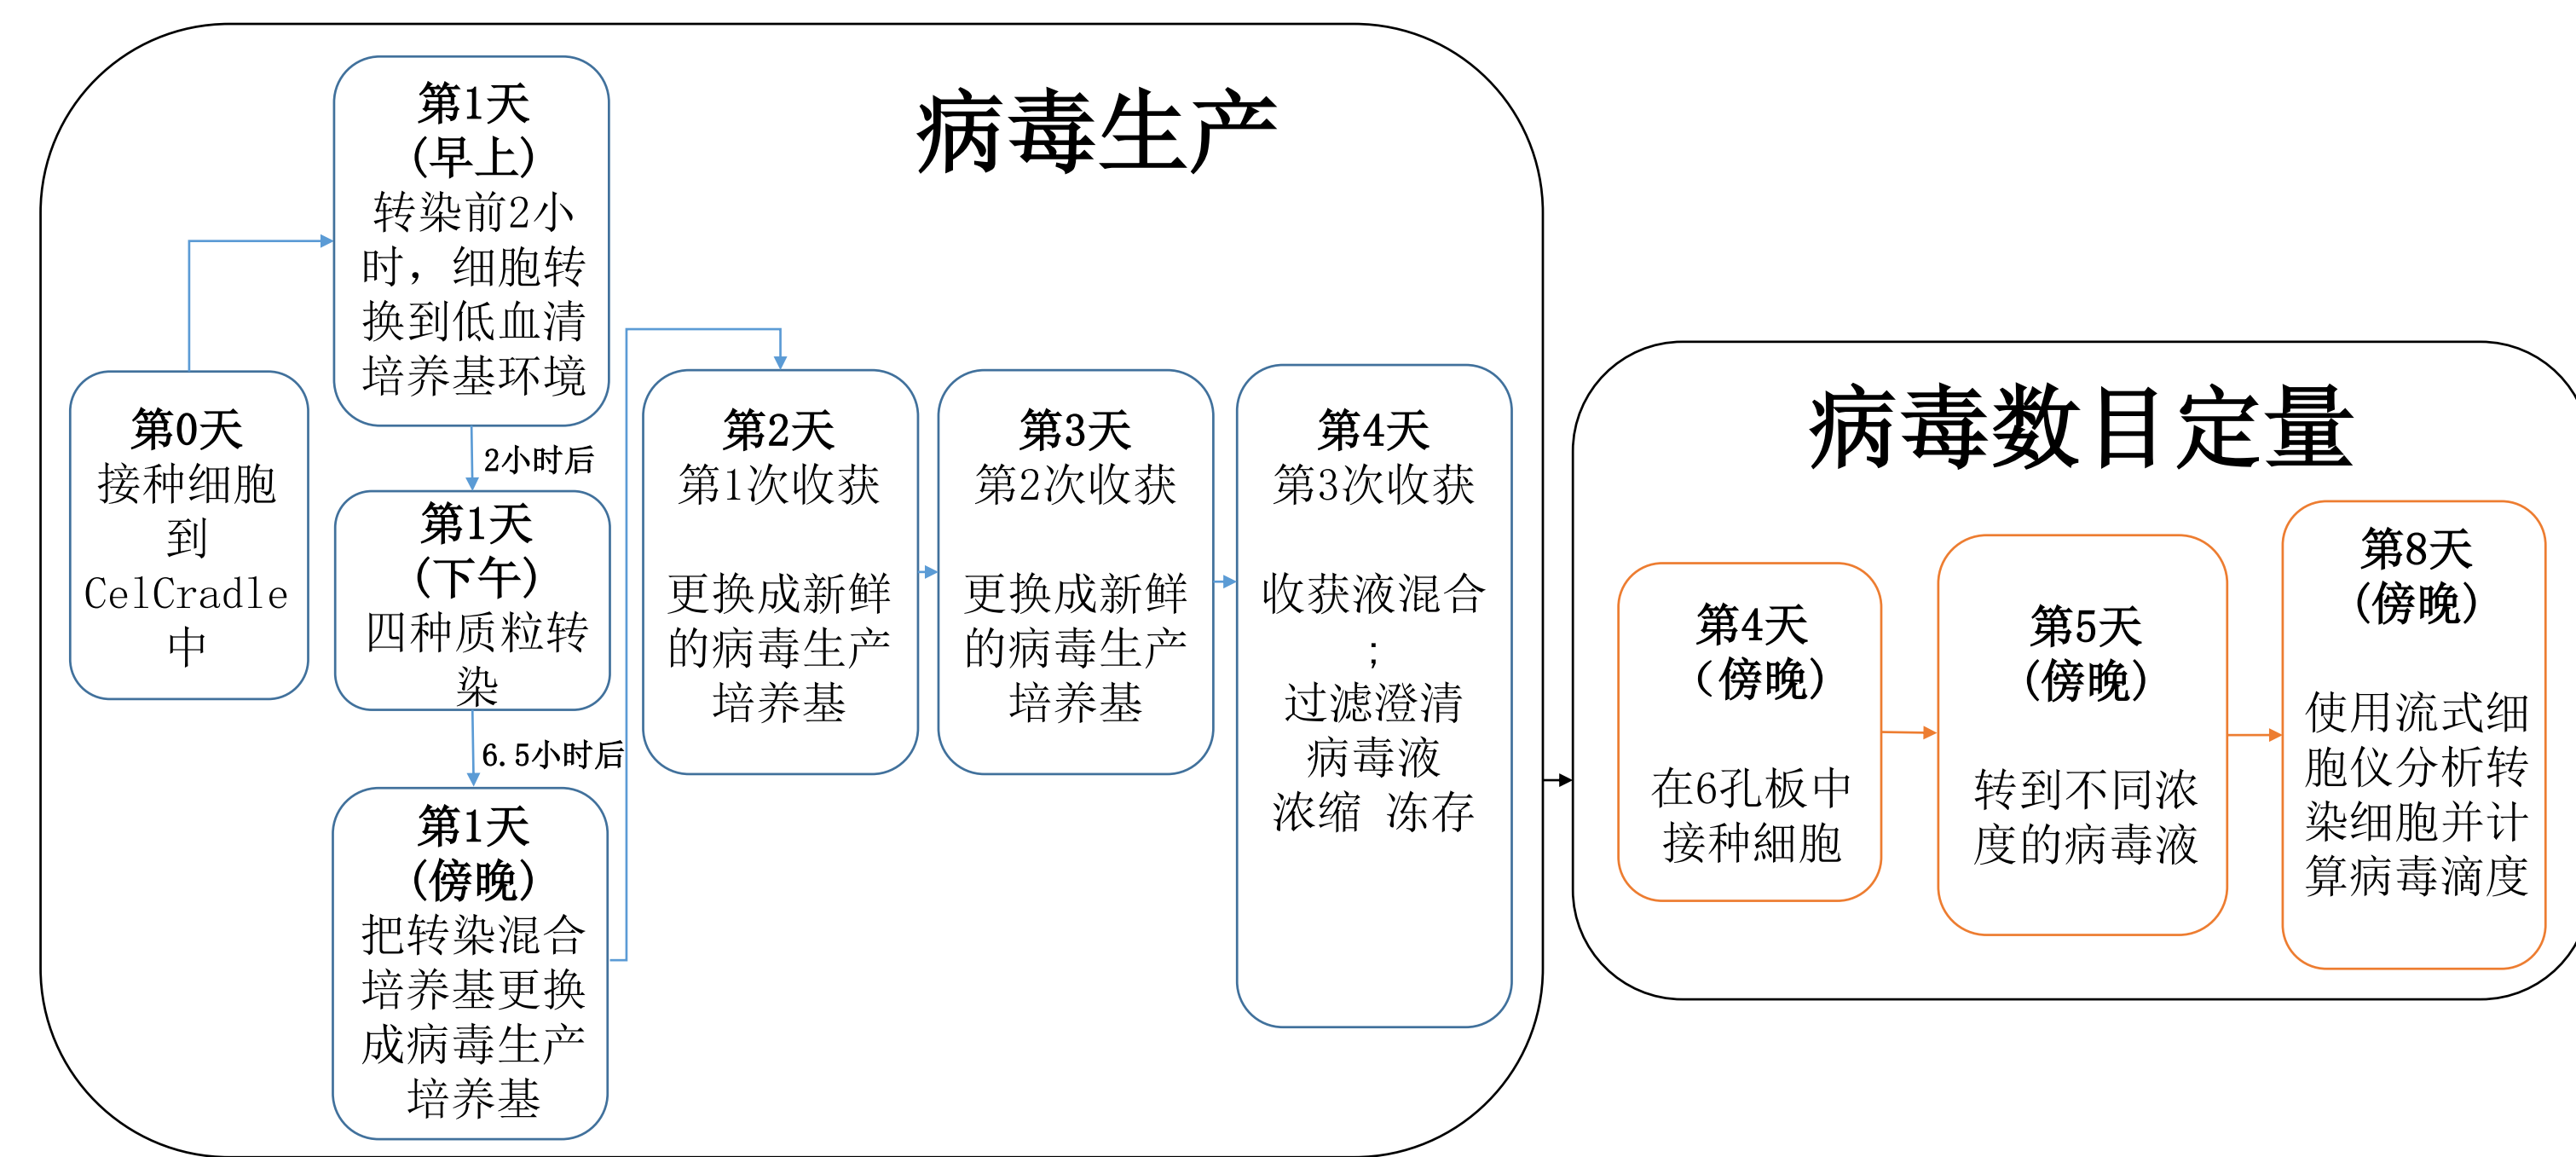 病毒生产
第0天
接种细胞
到
CelCradle
中
第1天
(早上)
转染前2小
时，细胞转
换到低血清
培养基环境
2小时后
第1天
(下午)
四种质粒转
染
6.5小时后
第1天
(傍晚)
把转染混合
培养基更换
成病毒生产
培养基
第2天
第1次收获
更换成新鲜
的病毒生产
培养基
第3天
第2次收获
更换成新鲜
的病毒生产
培养基
第4天
第3次收获
收获液混合
;
过滤澄清
病毒液
浓缩 冻存
病毒数目定量
第4天
（傍晚)
在6孔板中
接种細胞
第5天
(傍晚)
转到不同浓
度的病毒液
第8天
(傍晚)
使用流式细
胞仪分析转
染细胞并计
算病毒滴度